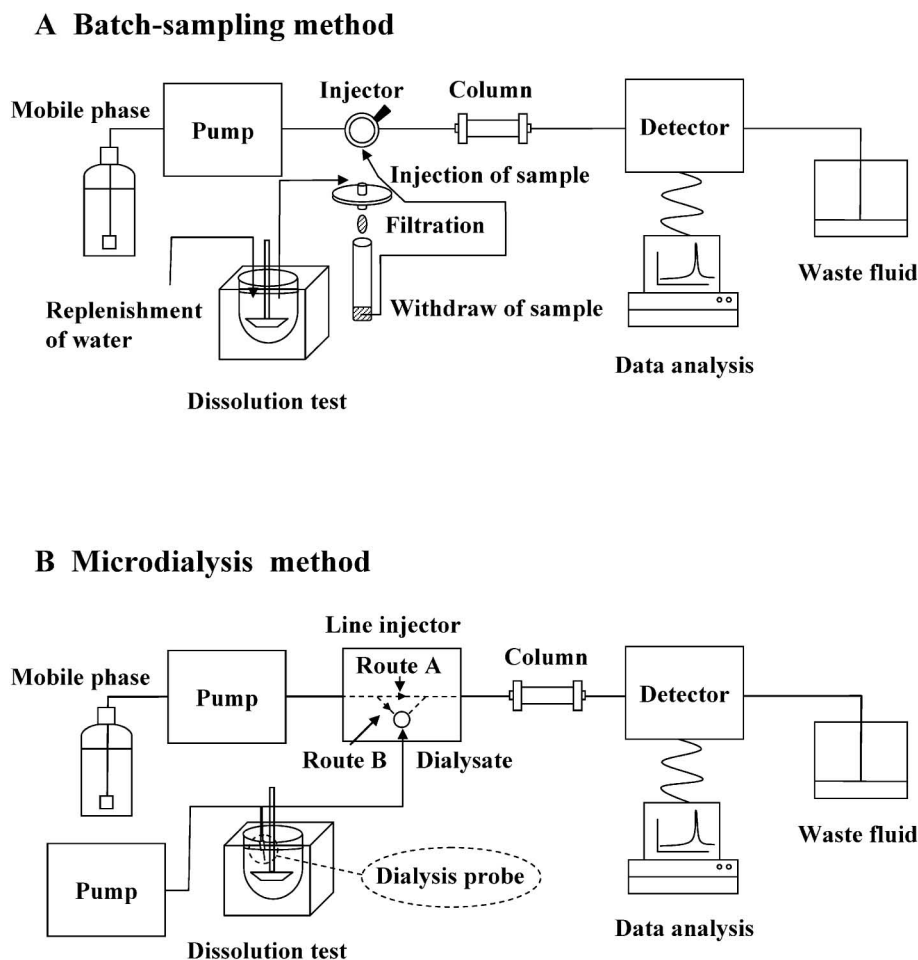 A Batch-sampling method
Mobile phase
Pump
Injector
Column
Detector
Injection of sample
Filtration
Withdraw of sample
Replenishment
of water
Dissolution test
Data analysis
Waste fluid
B Microdialysis method
Mobile phase
Pump
Line injector
Route A
Route B
Dialysate
Column
Detector
Pump
Dialysis probe
Dissolution test
Data analysis
Waste fluid